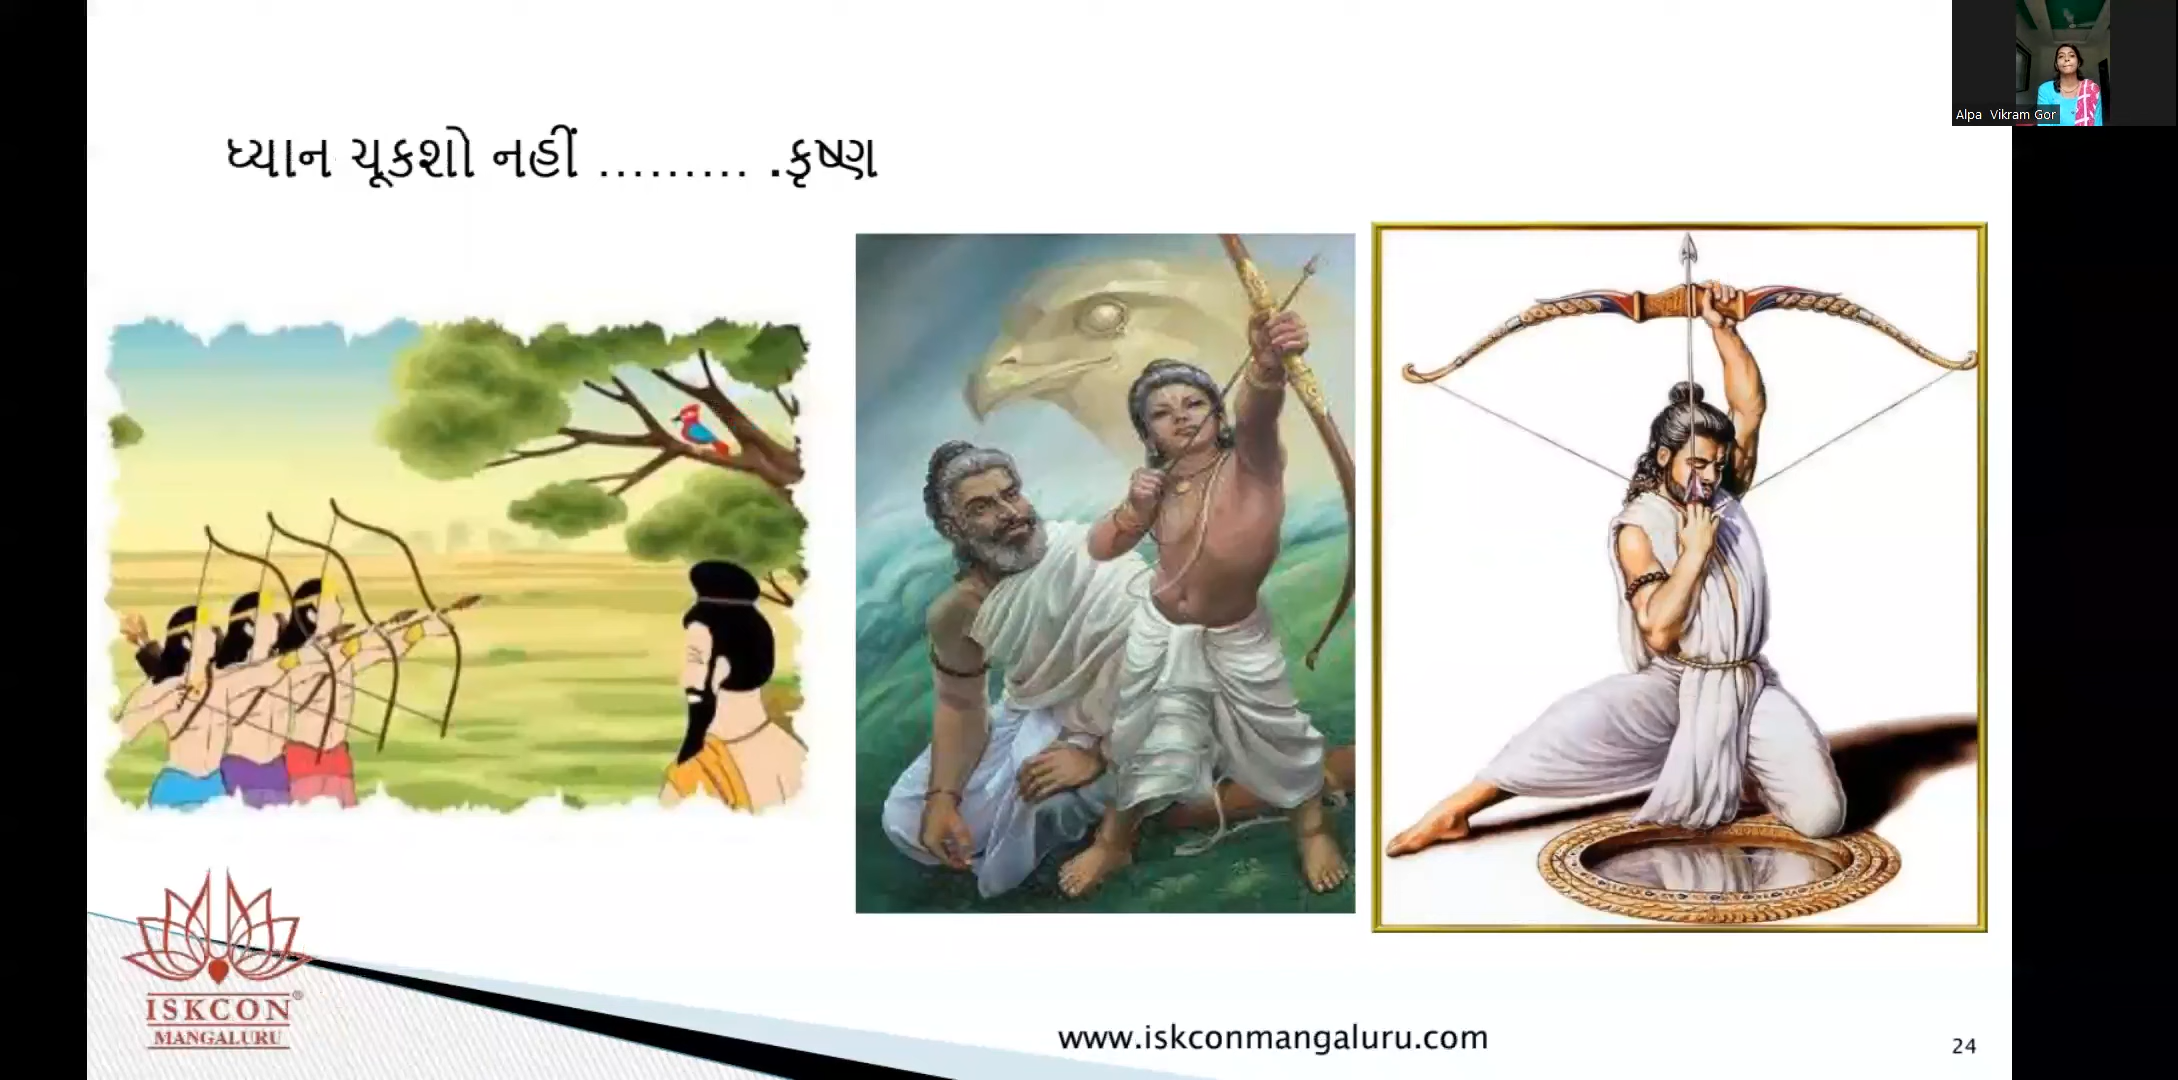 Alpa Vikram Gor
ધ્યાન ચૂકશો નહીં ......... .કૃષ્ણ
ISKCON®
MANGALURU
www.iskconmangaluru.com
24